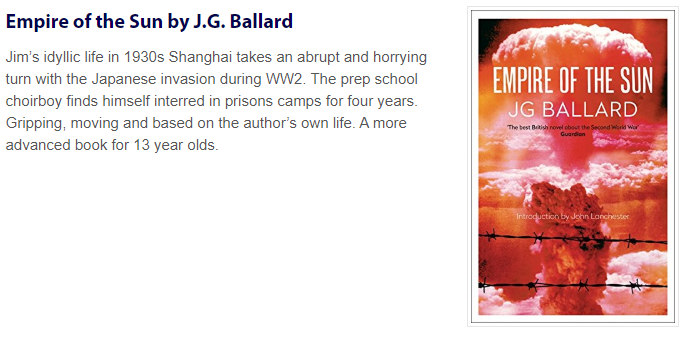 Empire of the Sun by J.G. Ballard
Jim's idyllic life in 1930s Shanghai takes an abrupt and horrying
turn with the Japanese invasion during WW2. The prep school
choirboy finds himself interred in prisons camps for four years.
Gripping, moving and based on the author's own life. A more
advanced book for 13 year olds.
EMPIRE OF THE SUN
JG BALLARD
'The best British novel about the Second World War'
Guardian
Introduction by John Lanchester